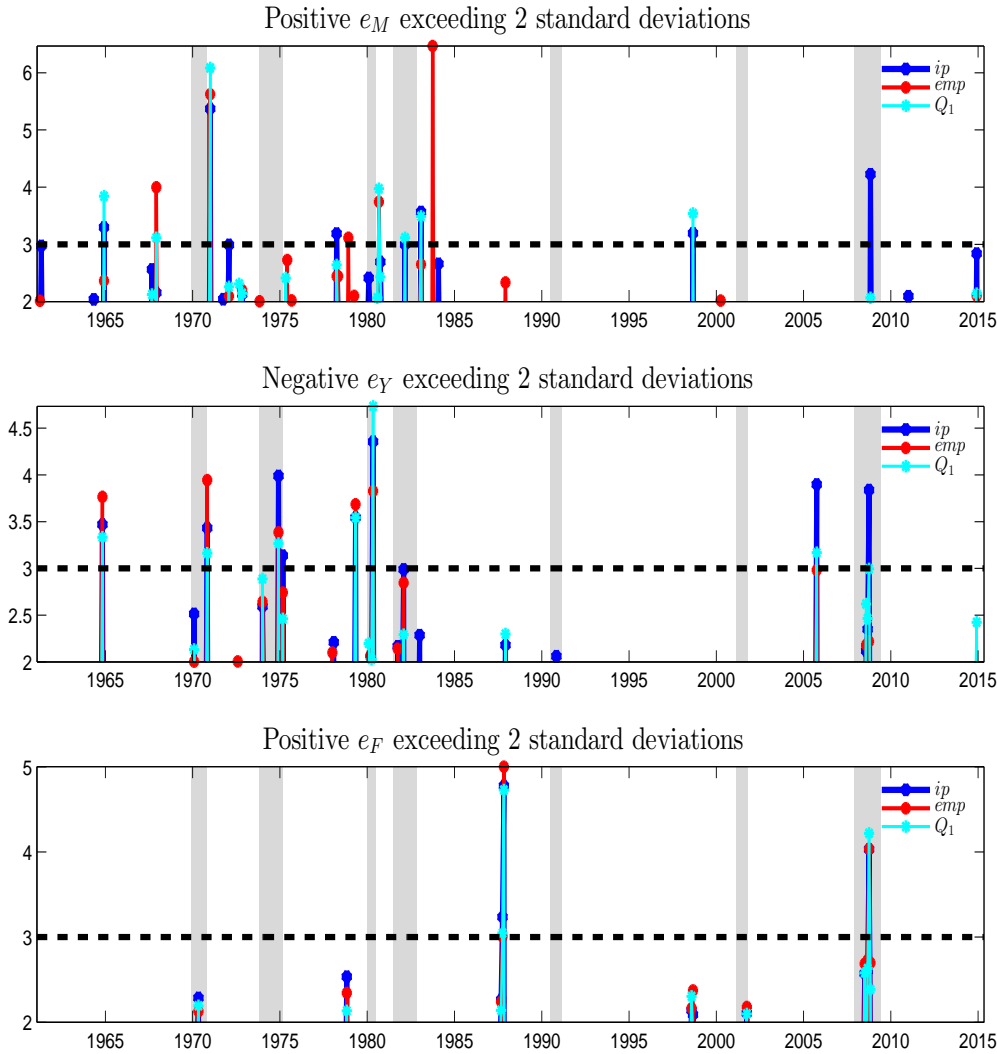 Positive e_M exceeding 2 standard deviations
6
5
4
3
2
ip
emp
Q_1
1965 1970 1975 1980 1985 1990 1995 2000 2005 2010 2015
Negative e_Y exceeding 2 standard deviations
4.5
4
3.5
3
2.5
2
ip
emp
Q_1
1965 1970 1975 1980 1985 1990 1995 2000 2005 2010 2015
Positive e_F exceeding 2 standard deviations
5
4
3
2
ip
emp
Q_1
1965 1970 1975 1980 1985 1990 1995 2000 2005 2010 2015